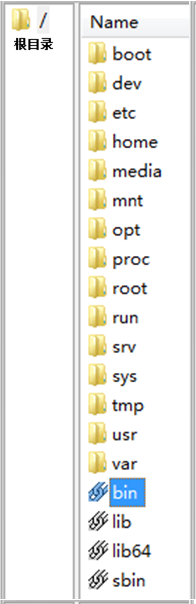 /
根目录
Name
boot
dev
etc
home
media
mnt
opt
proc
root
run
srv
sys
tmp
usr
var
bin
lib
lib64
sbin